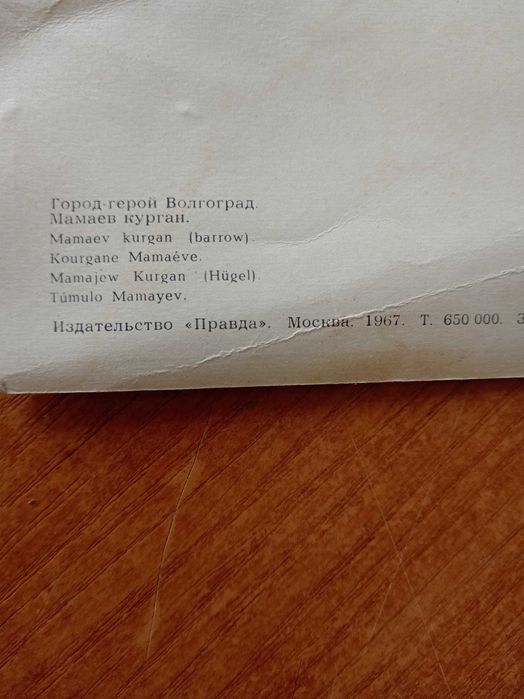 Город-герой Волгоград.
Мамаев курган.
Mamaev kurgan (barrow).
Kourgane Mamaéve.
Mamajew Kurgan (Hügel).
Túmulo Mamayev.
Издательство «Правда». Москва. 1967. Т. 650 000. З